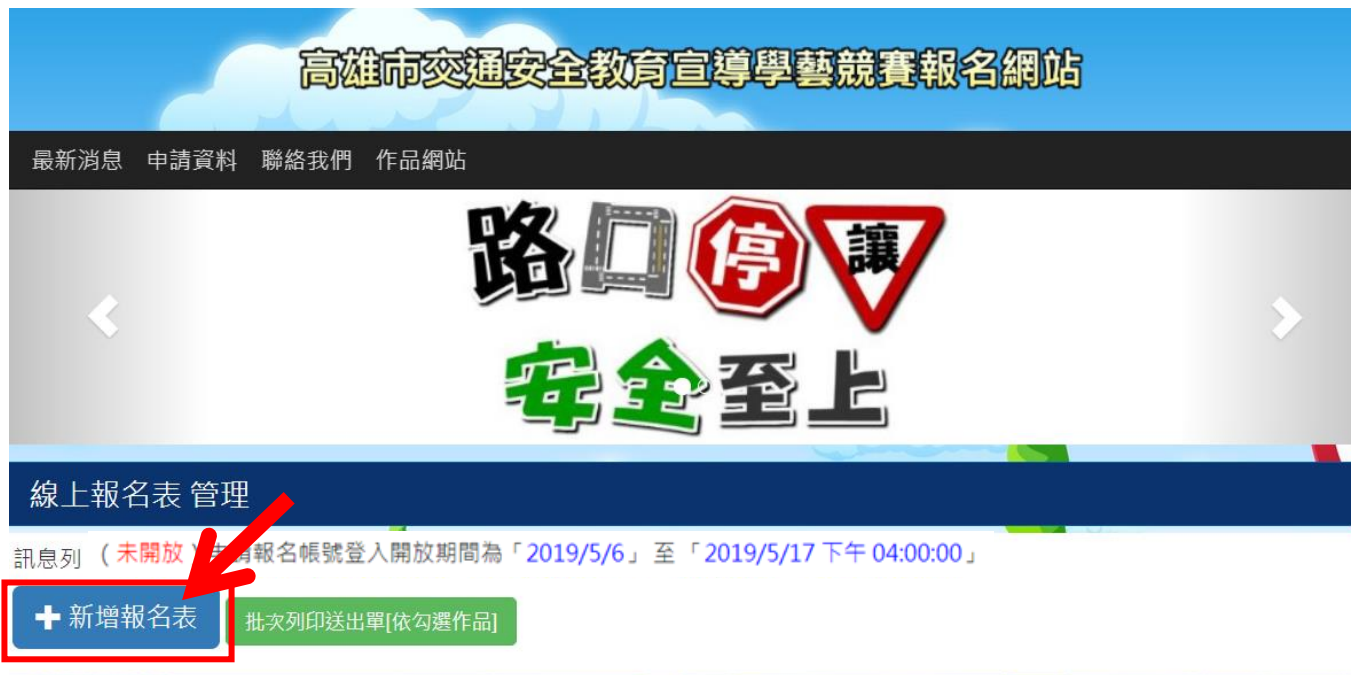 高雄市交通安全教育宣導學藝競賽報名網站
最新消息 申請資料 聯絡我們 作品網站
路口停讓
安全至上
線上報名表 管理
訊息列 (未開放) 報名帳號登入開放期間為「2019/5/6」至「2019/5/17 下午 04:00:00」
+ 新增報名表 批次列印送出單[依勾選作品]